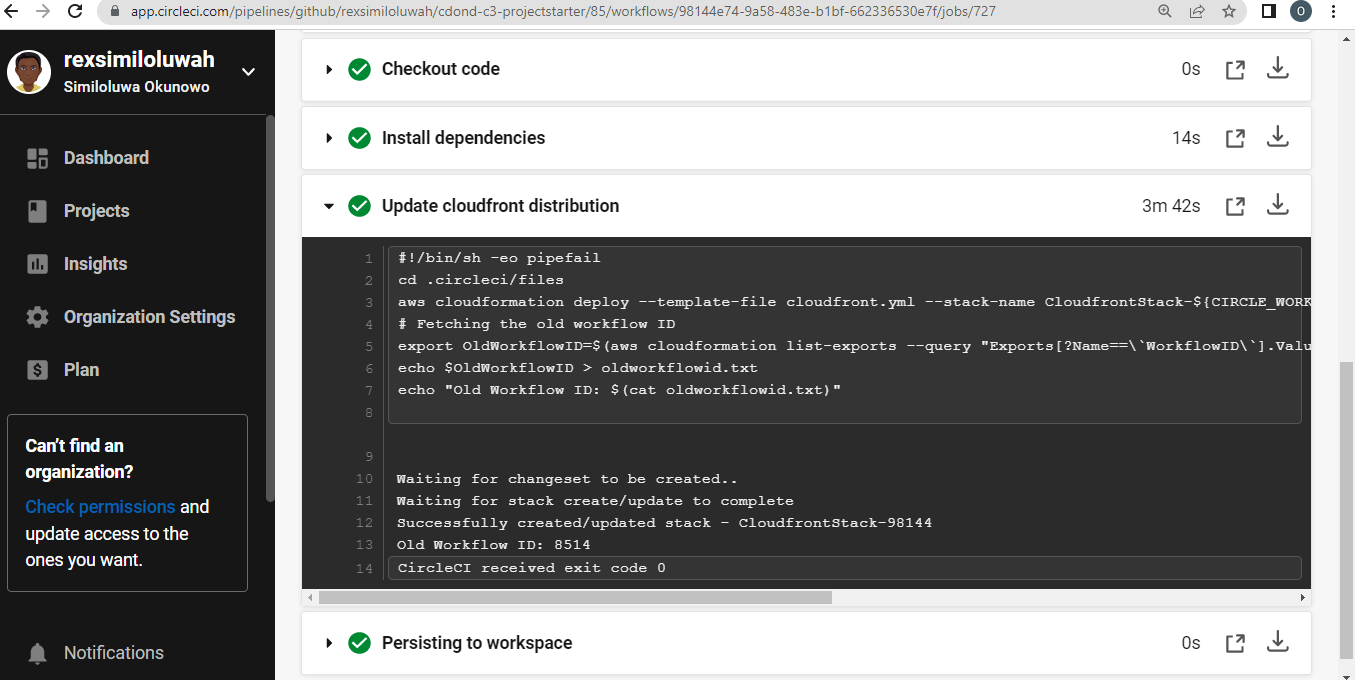 app.circleci.com/pipelines/github/rexsimiloluwah/cdond-c3-projectstarter/85/workflows/98144e74-9a58-483e-b1bf-662336530e7f/jobs/727
O
rexsimiloluwah
Similoluwa Okunowo
Dashboard
Projects
Insights
Organization Settings
Plan
Can't find an
organization?
Check permissions and
update access to the
ones you want.
Notifications
Checkout code
0s
Install dependencies
14s
Update cloudfront distribution
3m 42s
1 #!/bin/sh -eo pipefail
2 cd .circleci/files
3 aws cloudformation deploy --template-file cloudfront.yml --stack-name CloudfrontStack-${CIRCLE_WORK
4 # Fetching the old workflow ID
5 export OldWorkflowID=$(aws cloudformation list-exports --query "Exports[?Name==\`WorkflowID\`].Valu
6 echo $OldWorkflowID > oldworkflowid.txt
7 echo "Old Workflow ID: $(cat oldworkflowid.txt)"
8
9
10 Waiting for changeset to be created..
11 Waiting for stack create/update to complete
12 Successfully created/updated stack - CloudfrontStack-98144
13 Old Workflow ID: 8514
14 CircleCI received exit code 0
Persisting to workspace
0s